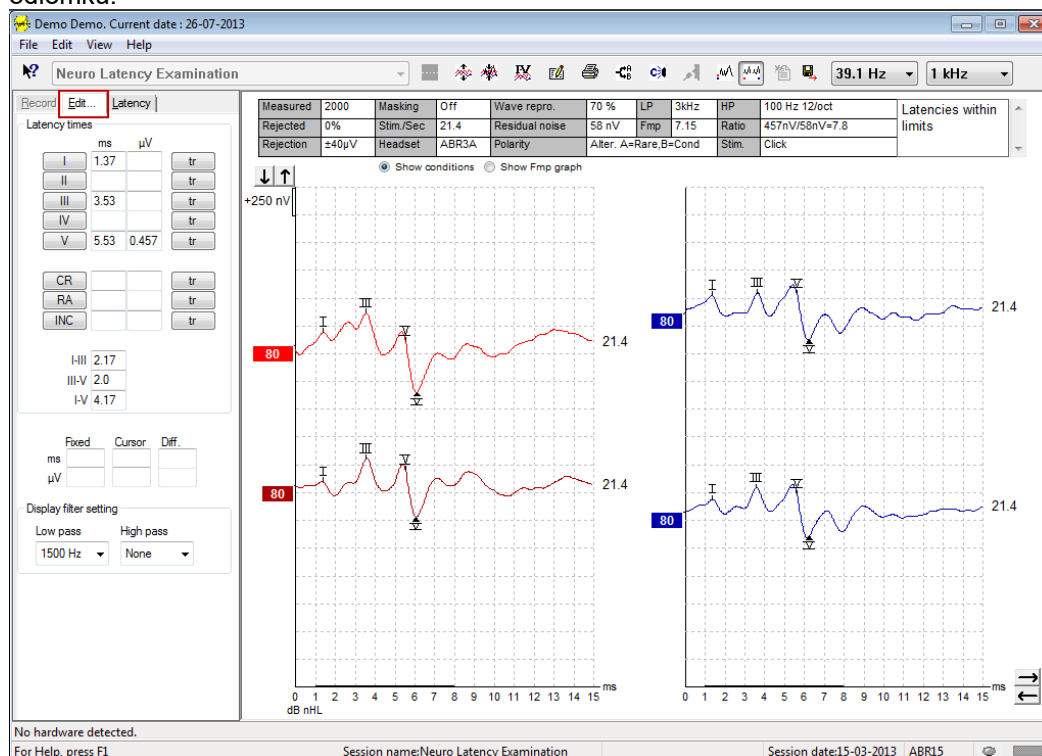 Demo Demo. Current date : 26-07-2013
File Edit View Help
Neuro Latency Examination 39.1 Hz 1 kHz
Record Edit... Latency
Measured 2000 Masking Off Wave repro. 70 % LP 3kHz HP 100 Hz 12/oct Latencies within
limits
Rejected 0% Stim./Sec 21.4 Residual noise 58 nV Fmp 7.15 Ratio 457nV/58nV=7.8
Rejection ±40µV Headset ABR3A Polarity Alter. A=Rare,B=Cond Stim. Click
Show conditions Show Fmp graph
Latency times
ms µV
I 1.37 tr
II tr
III 3.53 tr
IV tr
V 5.53 0.457 tr
CR tr
RA tr
INC tr
I-III 2.17
III-V 2.0
I-V 4.17
Fixed Cursor Diff.
ms
µV
Display filter setting
Low pass High pass
1500 Hz None
+250 nV
I III V
80 21.4
V
I III V
80 21.4
V
I III V
80 21.4
V
I III V
80 21.4
V
0 1 2 3 4 5 6 7 8 9 10 11 12 13 14 15 ms
dB nHL
0 1 2 3 4 5 6 7 8 9 10 11 12 13 14 15 ms
No hardware detected.
For Help, press F1 Session name:Neuro Latency Examination Session date:15-03-2013 ABR15